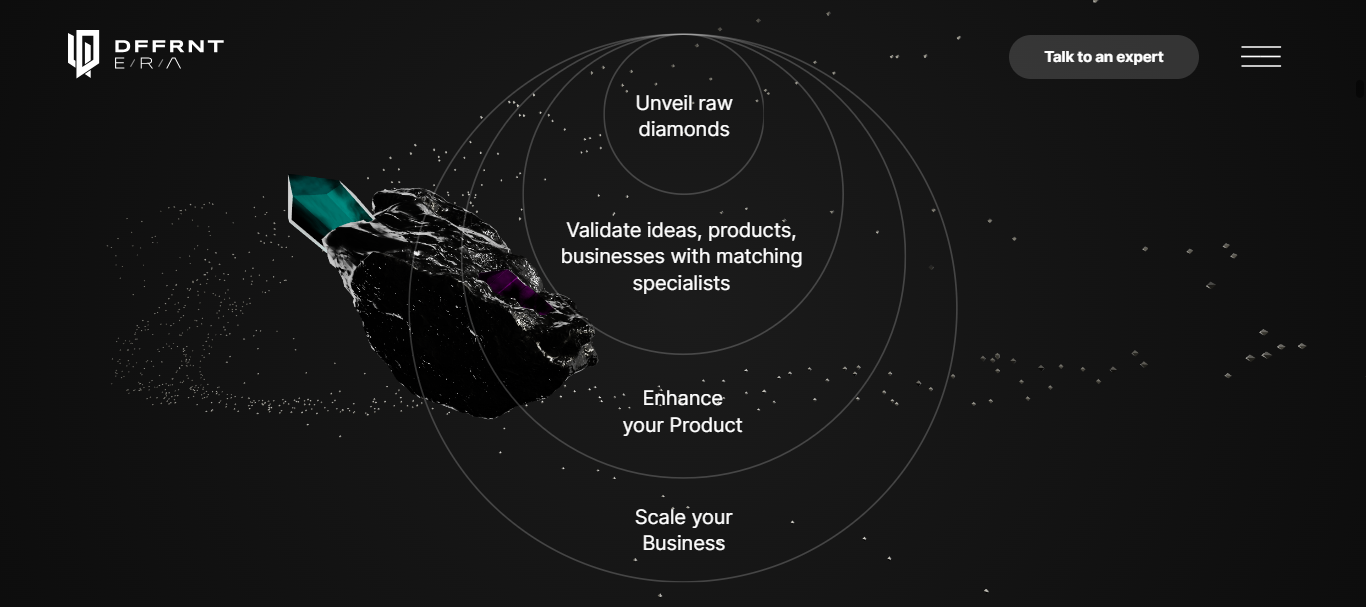 DFFRNT
E/R/Λ
Talk to an expert
Unveil raw
diamonds
Validate ideas, products,
businesses with matching
specialists
Enhance
your Product
Scale your
Business